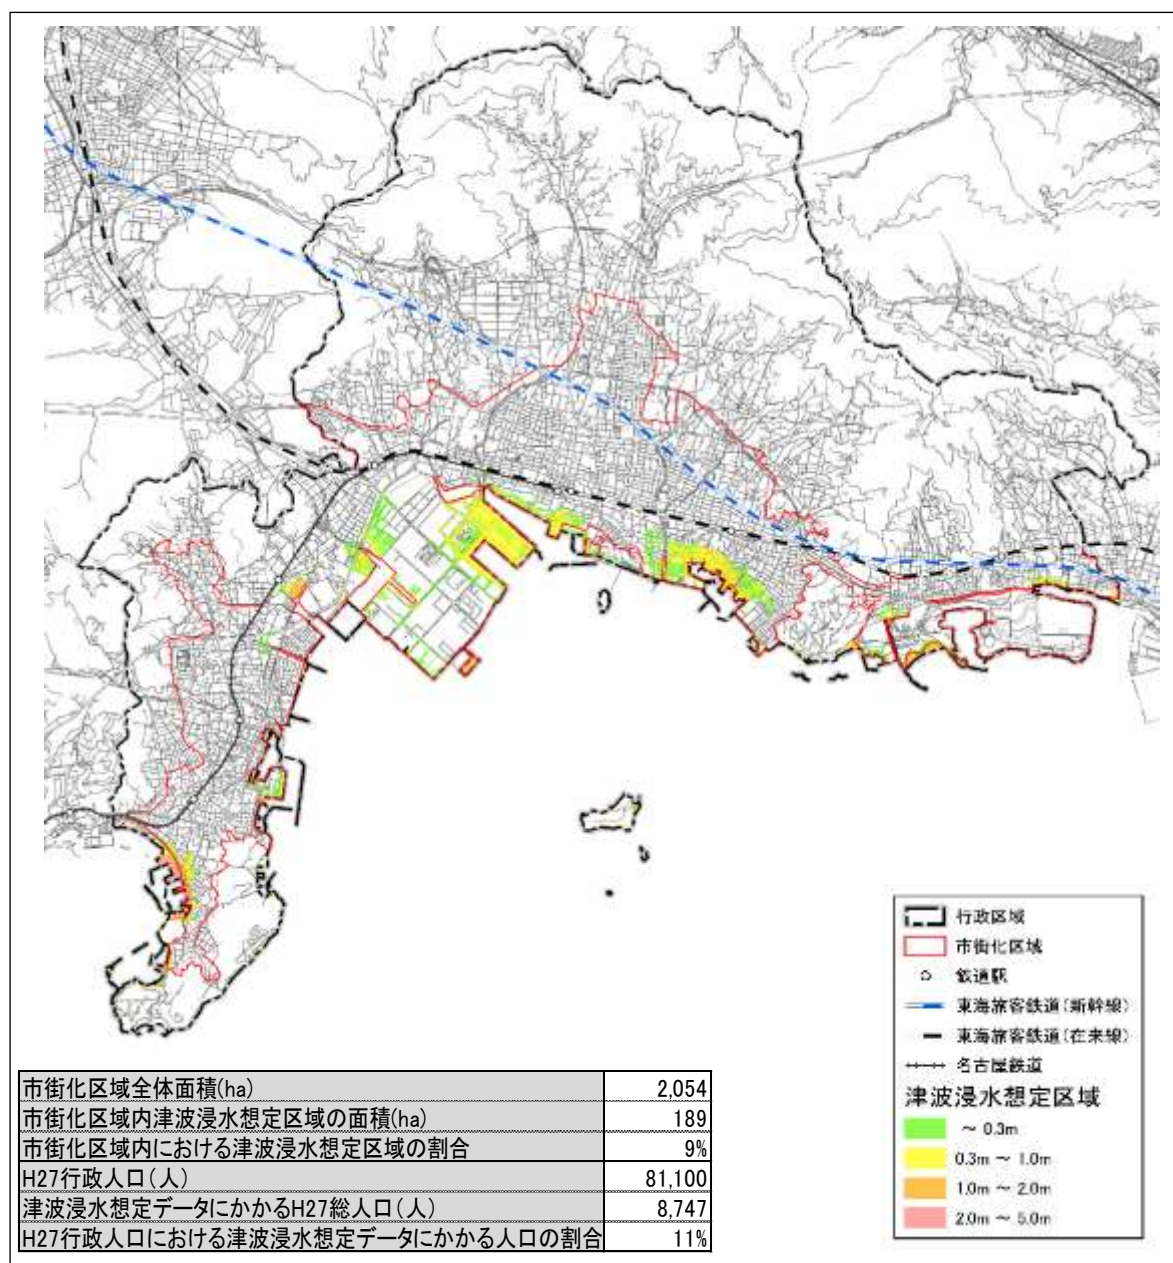 行政区域
市街化区域
鉄道駅
東海旅客鉄道(新幹線)
東海旅客鉄道(在来線)
名古屋鉄道
津波浸水想定区域
～ 0.3m
0.3m ～ 1.0m
1.0m ～ 2.0m
2.0m ～ 5.0m
市街化区域全体面積(ha) 2,054
市街化区域内津波浸水想定区域の面積(ha) 189
市街化区域内における津波浸水想定区域の割合 9%
H27行政人口(人) 81,100
津波浸水想定データにかかるH27総人口(人) 8,747
H27行政人口における津波浸水想定データにかかる人口の割合 11%